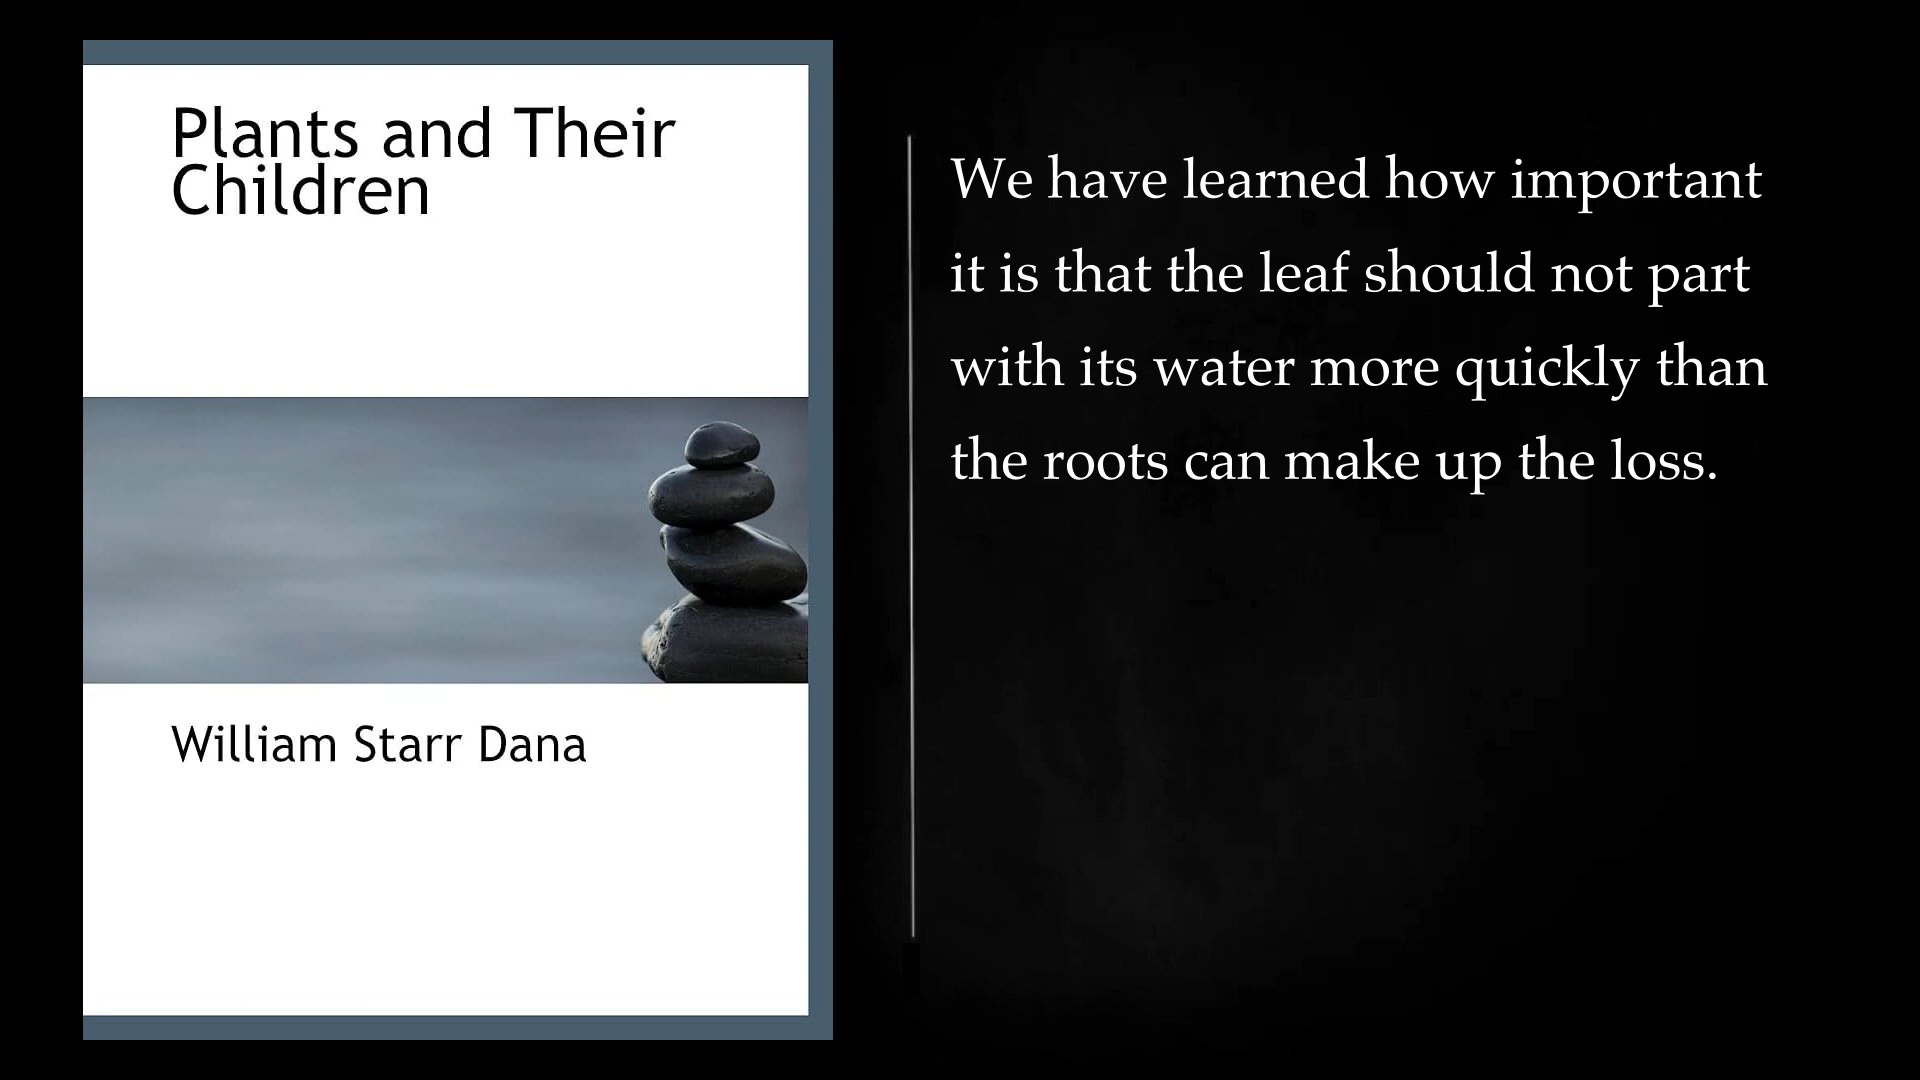 Plants and Their
Children
William Starr Dana
We have learned how important
it is that the leaf should not part
with its water more quickly than
the roots can make up the loss.